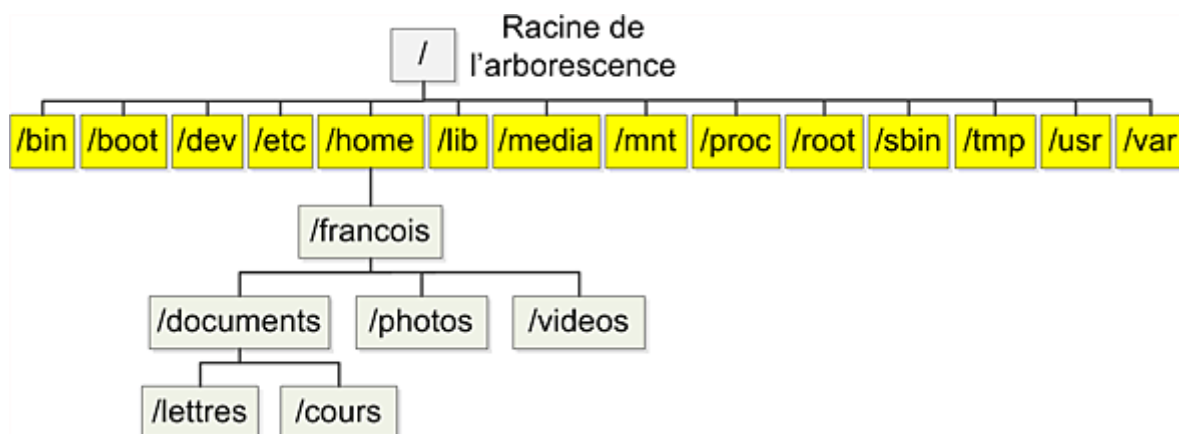 /
Racine de
l'arborescence
/bin /boot /dev /etc /home /lib /media /mnt /proc /root /sbin /tmp /usr /var
/francois
/documents /photos /videos
/lettres /cours